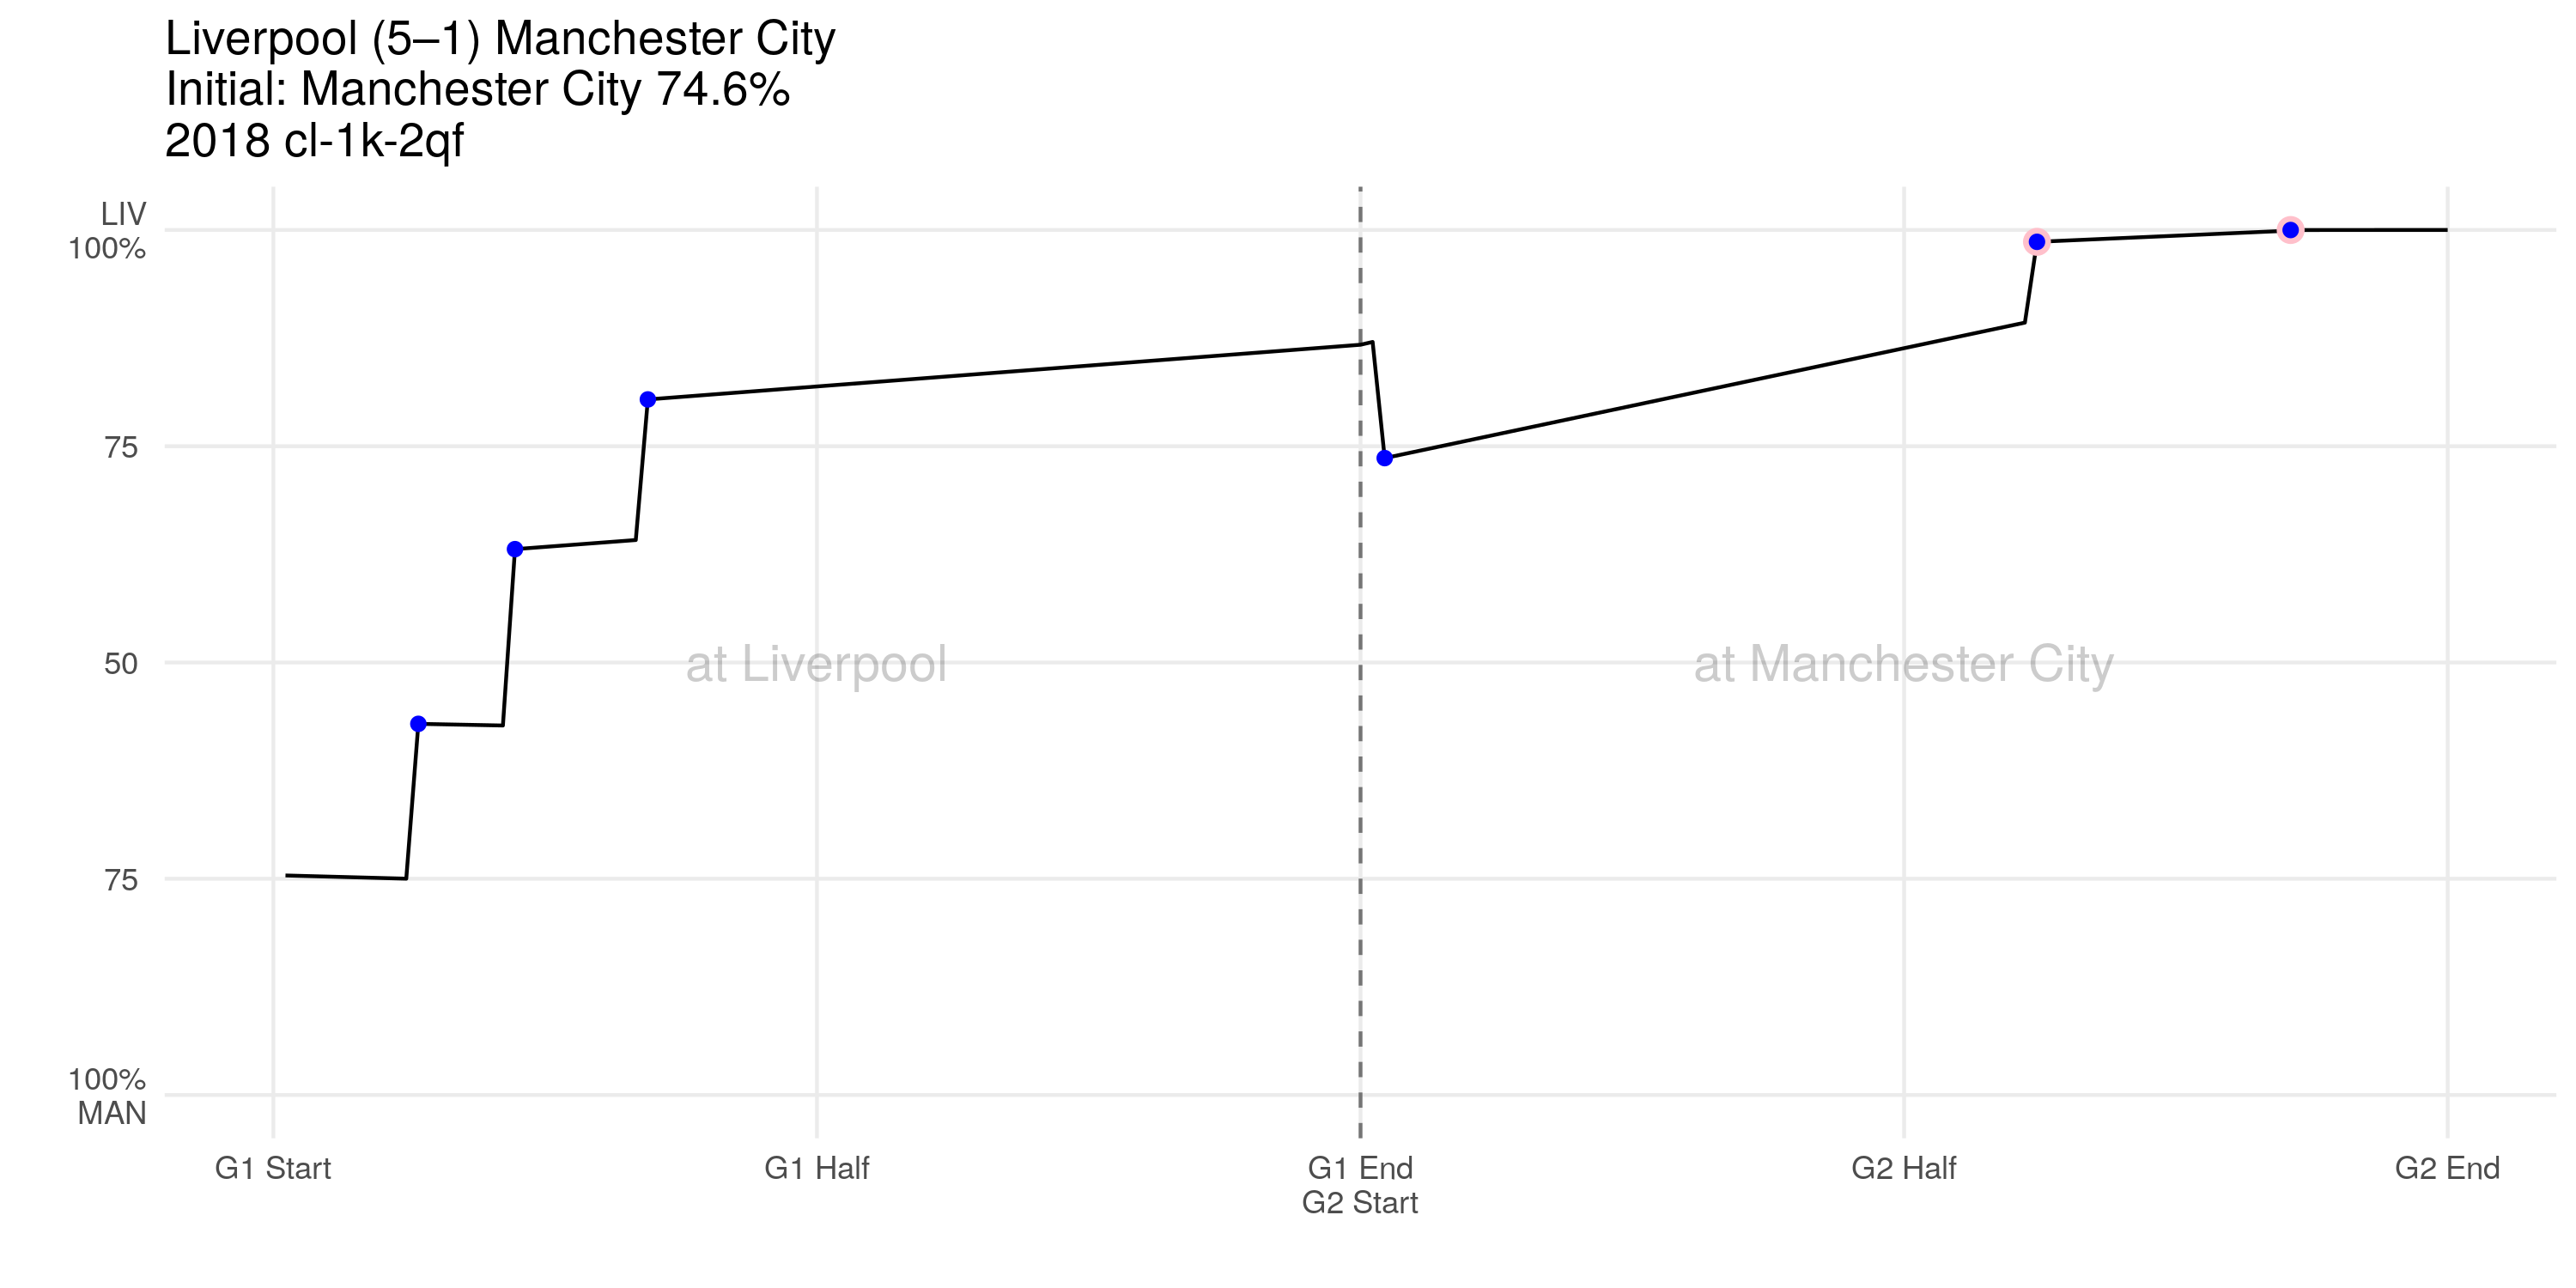 Liverpool (5–1) Manchester City
Initial: Manchester City 74.6%
2018 cl-1k-2qf
LIV
100%
75
50
75
100%
MAN
at Liverpool
at Manchester City
G1 Start
G1 Half
G1 End
G2 Start
G2 Half
G2 End